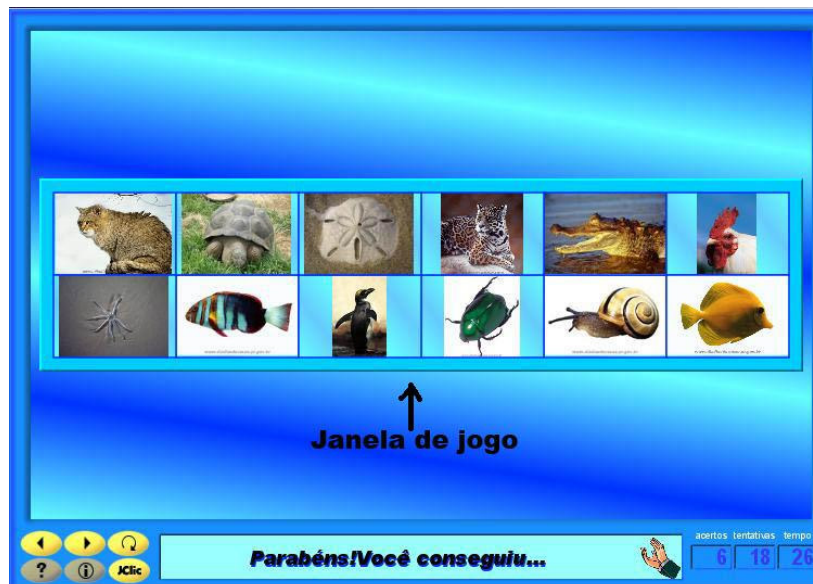 Janela de jogo
acertos tentativas tempo
Parabéns!Você conseguiu...
6 18 26
? i JClic